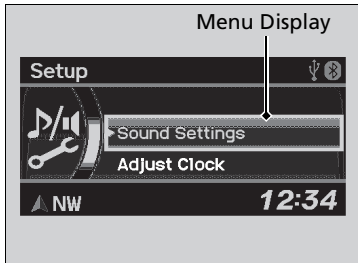 Menu Display
Setup
Sound Settings
Adjust Clock
NW
12:34